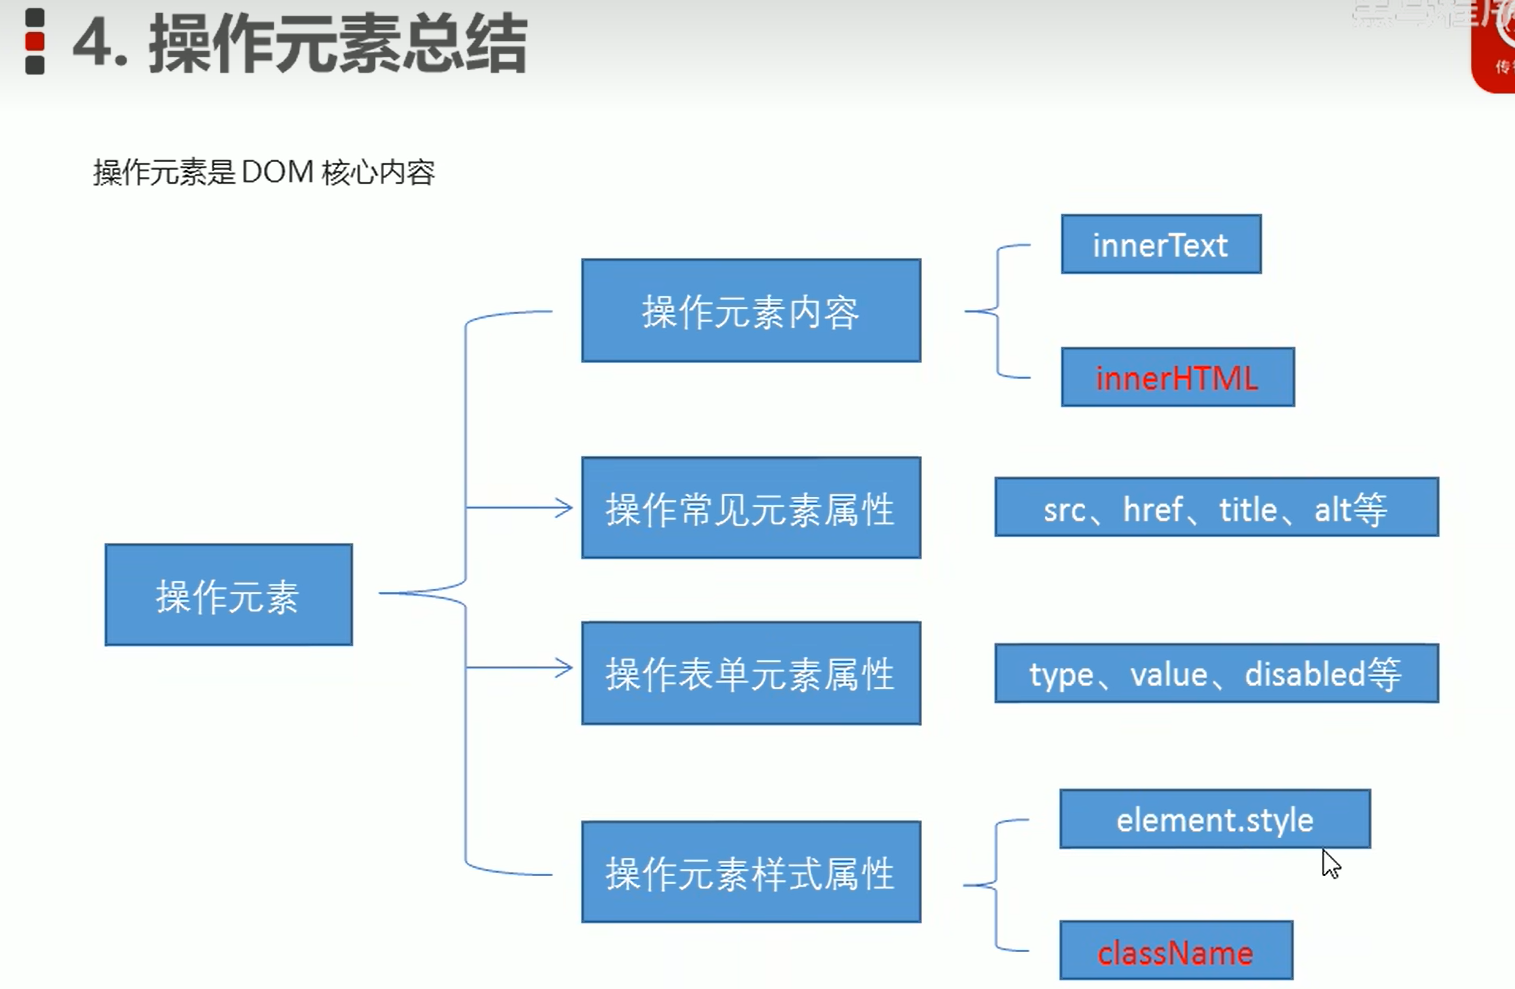 4. 操作元素总结
操作元素是DOM 核心内容
操作元素
操作元素内容
innerText
innerHTML
操作常见元素属性
src、href、title、alt等
操作表单元素属性
type、value、disabled等
操作元素样式属性
element.style
className